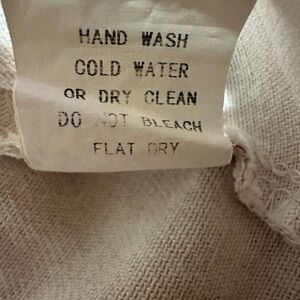 HAND WASH
COLD WATER
OR DRY CLEAN
DO NOT BLEACH
FLAT DRY